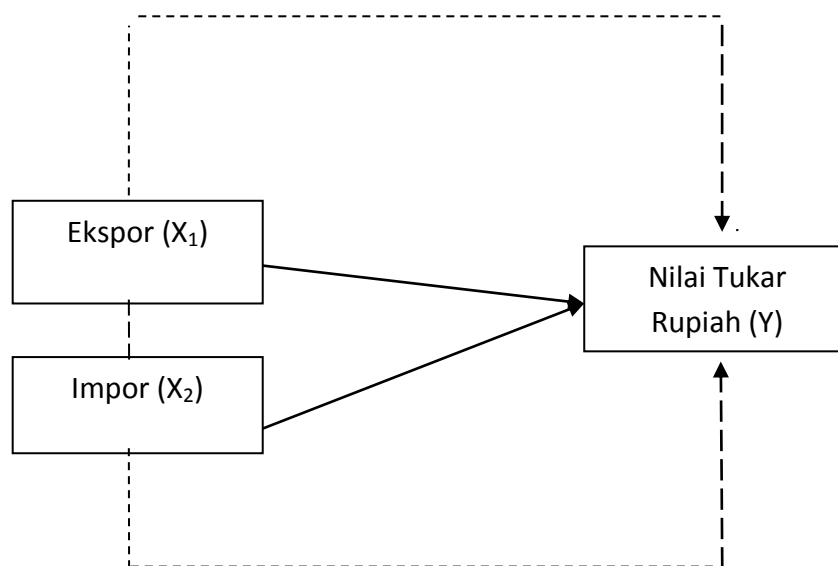 Ekspor (X₁)
Impor (X₂)
Nilai Tukar
Rupiah (Y)